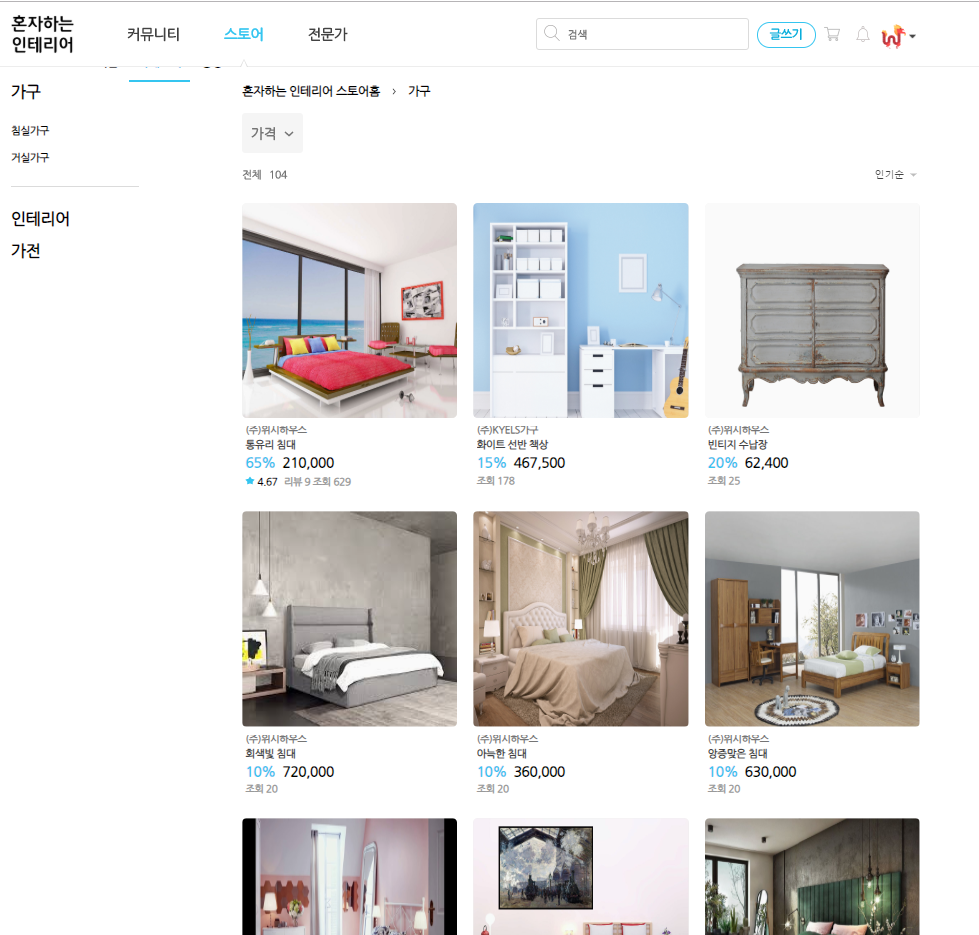 혼자하는
인테리어
커뮤니티
스토어
전문가
검색
글쓰기
가구
침실가구
거실가구
인테리어
가전
혼자하는 인테리어 스토어홈 › 가구
가격
전체 104
인기순
(주)위시하우스
통유리 침대
65% 210,000
4.67 리뷰 9 조회 629
(주)KYELS가구
화이트 선반 책상
15% 467,500
조회 178
(주)위시하우스
빈티지 수납장
20% 62,400
조회 25
(주)위시하우스
회색빛 침대
10% 720,000
조회 20
(주)위시하우스
아늑한 침대
10% 360,000
조회 20
(주)위시하우스
앙증맞은 침대
10% 630,000
조회 20